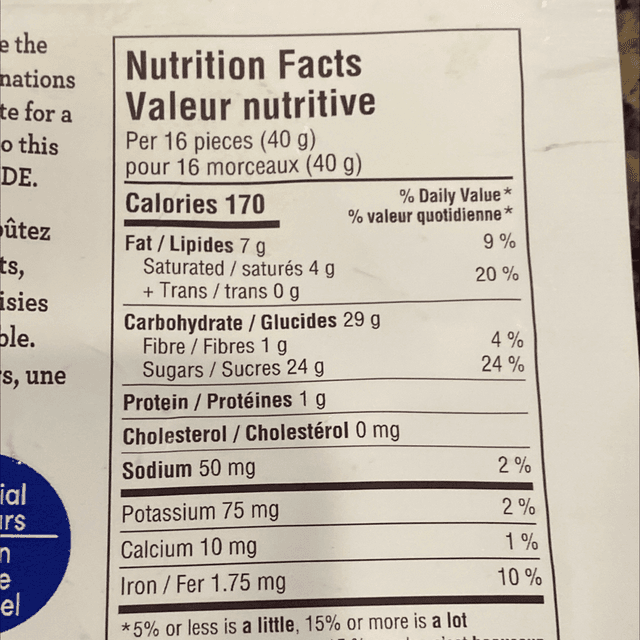 e the
nations
te for a
o this
DE.
oûtez
ts,
isies
ble.
s, une
ial
urs
n
e
el
Nutrition Facts
Valeur nutritive
Per 16 pieces (40 g)
pour 16 morceaux (40 g)
Calories 170
% Daily Value*
% valeur quotidienne*
Fat / Lipides 7 g 9 %
Saturated / saturés 4 g
+ Trans / trans 0 g 20 %
Carbohydrate / Glucides 29 g
Fibre / Fibres 1 g 4 %
Sugars / Sucres 24 g 24 %
Protein / Protéines 1 g
Cholesterol / Cholestérol 0 mg
Sodium 50 mg 2 %
Potassium 75 mg 2 %
Calcium 10 mg 1 %
Iron / Fer 1.75 mg 10 %
*5% or less is a little, 15% or more is a lot